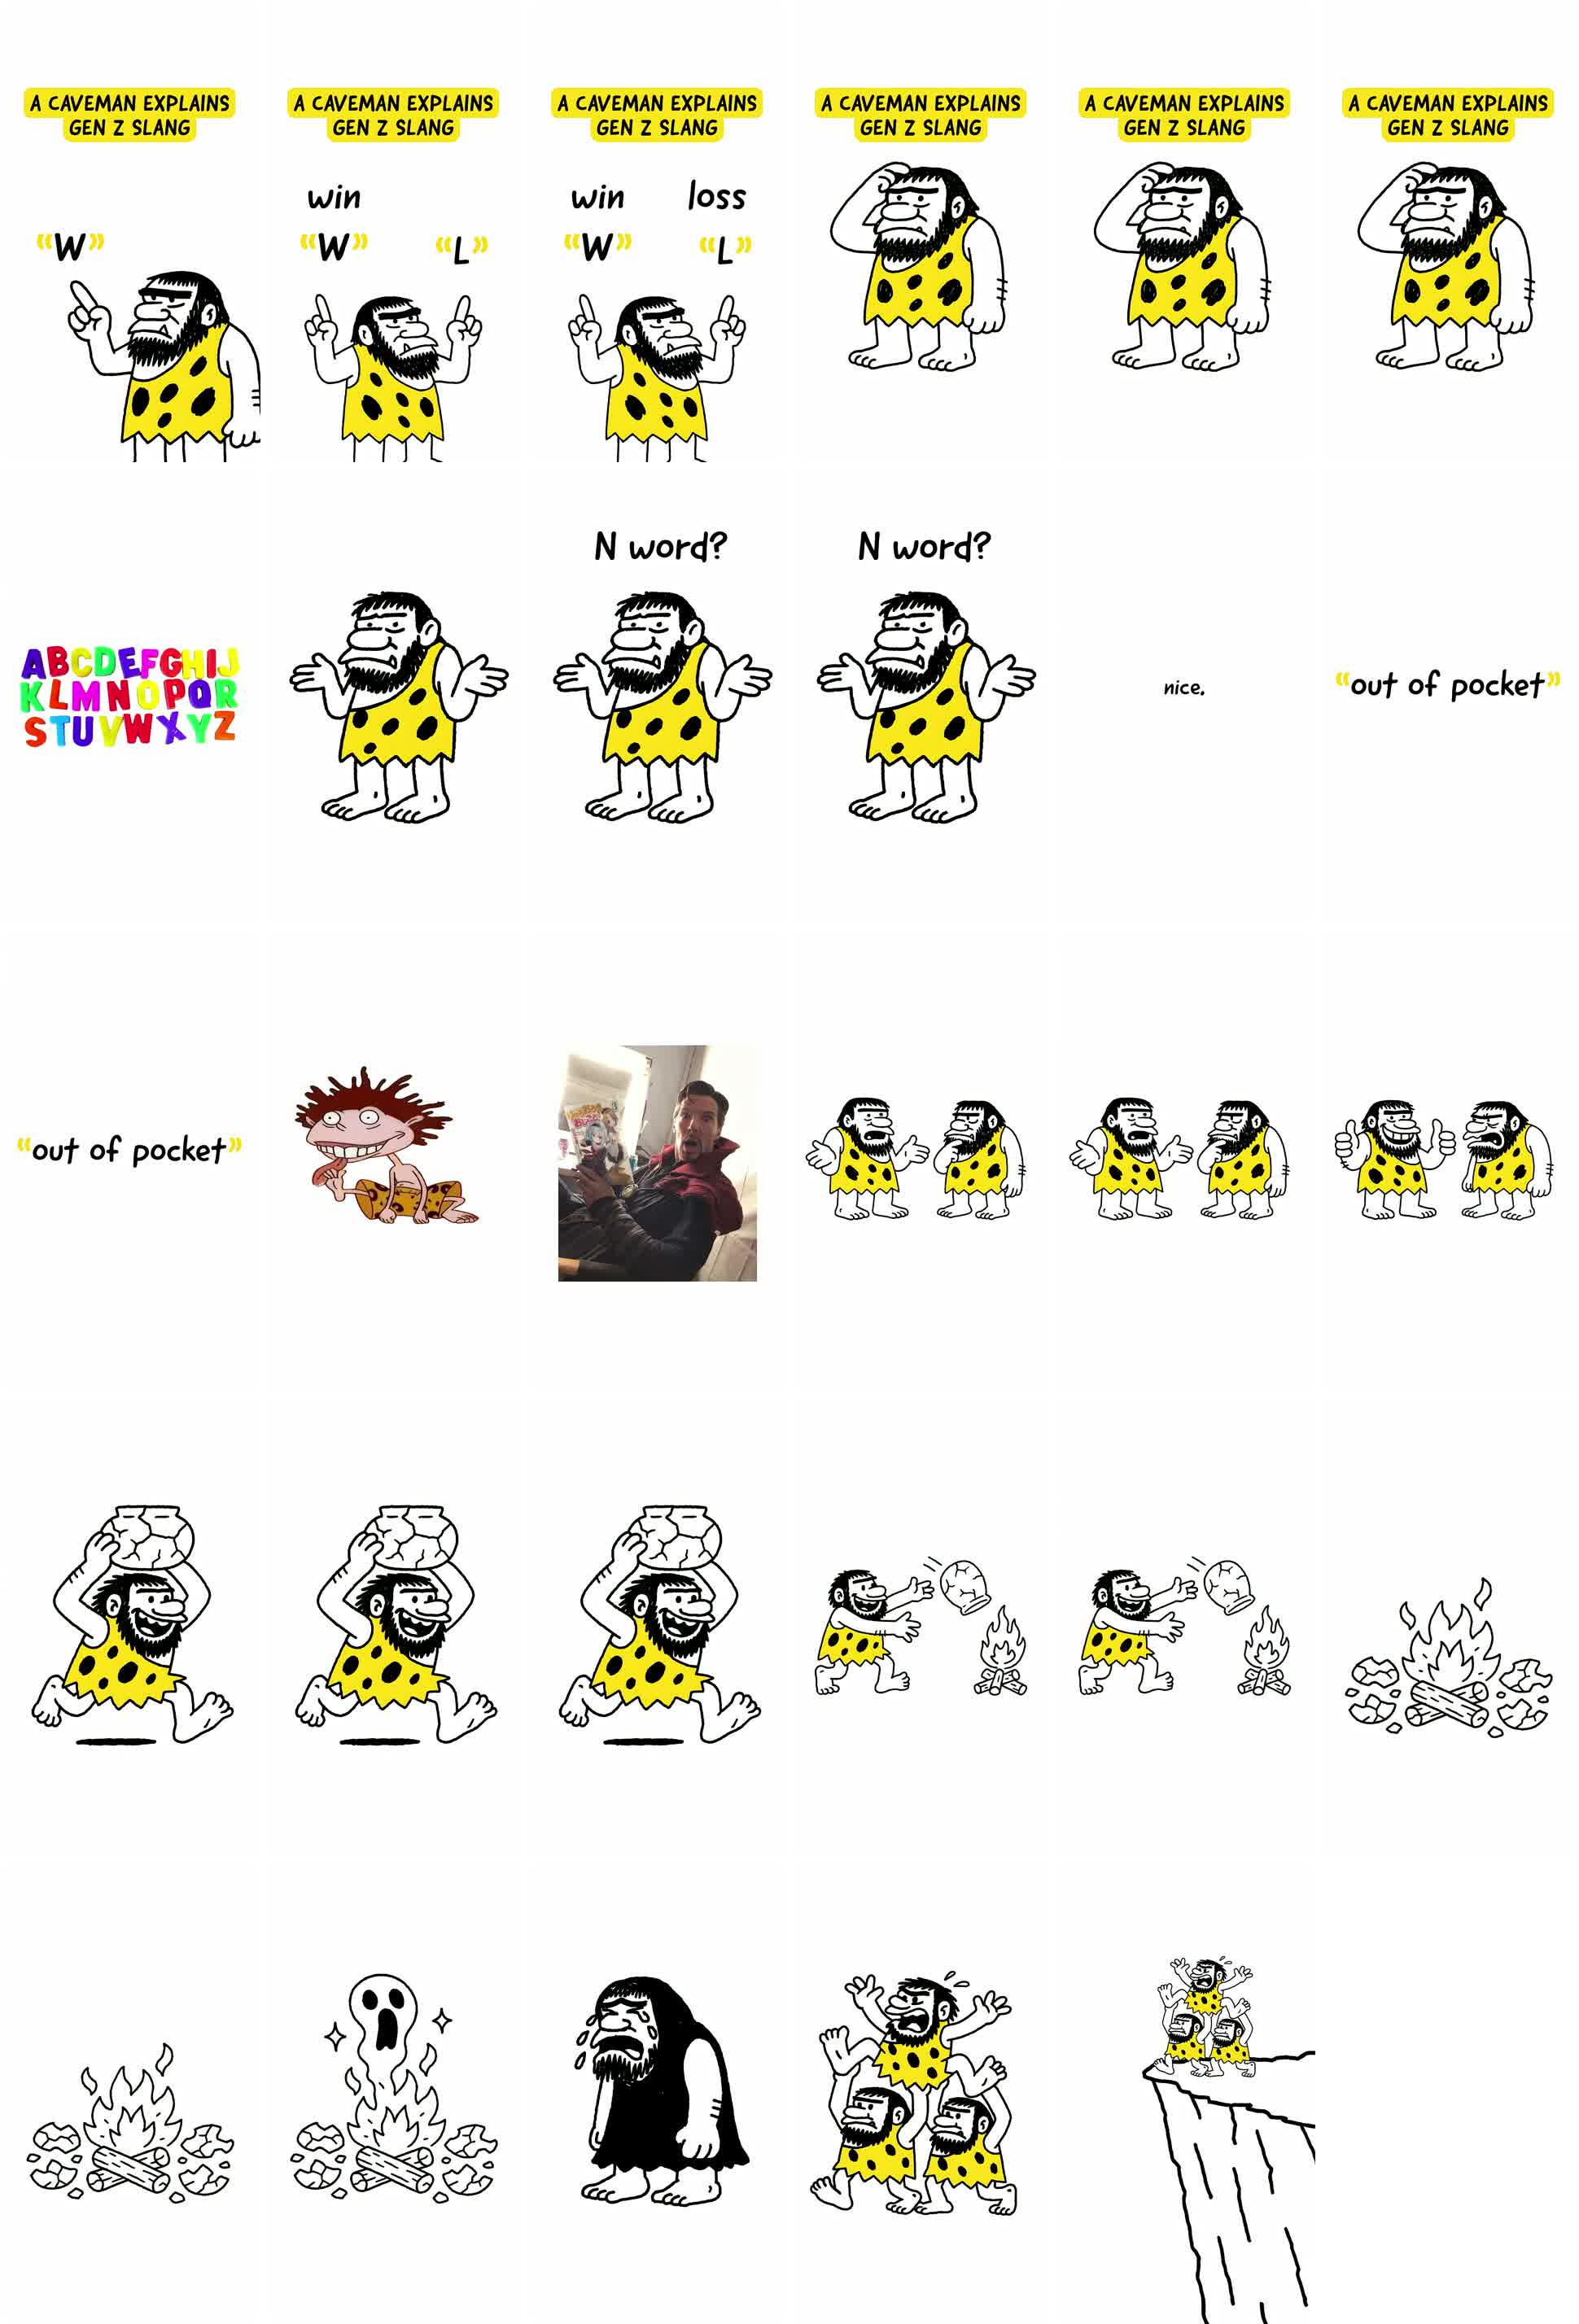 A CAVEMAN EXPLAINS
GEN Z SLANG
“W”
A CAVEMAN EXPLAINS
GEN Z SLANG
win
“W” “L”
A CAVEMAN EXPLAINS
GEN Z SLANG
win loss
“W” “L”
A CAVEMAN EXPLAINS
GEN Z SLANG
A CAVEMAN EXPLAINS
GEN Z SLANG
A CAVEMAN EXPLAINS
GEN Z SLANG
ABCDEFGHIJ
KLMNOPQR
STUVWXYZ
N word?
N word?
nice.
“out of pocket”
“out of pocket”